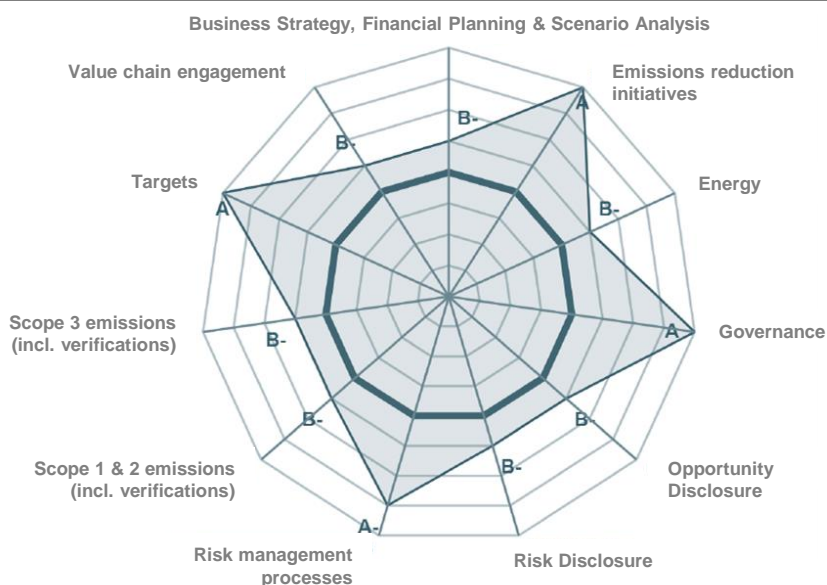 Business Strategy, Financial Planning & Scenario Analysis
Value chain engagement
Emissions reduction
initiatives
A
B-
B-
Targets
Energy
A
B-
Scope 3 emissions
(incl. verifications)
B-
Governance
A
B-
B-
Scope 1 & 2 emissions
(incl. verifications)
Opportunity
Disclosure
B-
A-
Risk management
processes
Risk Disclosure